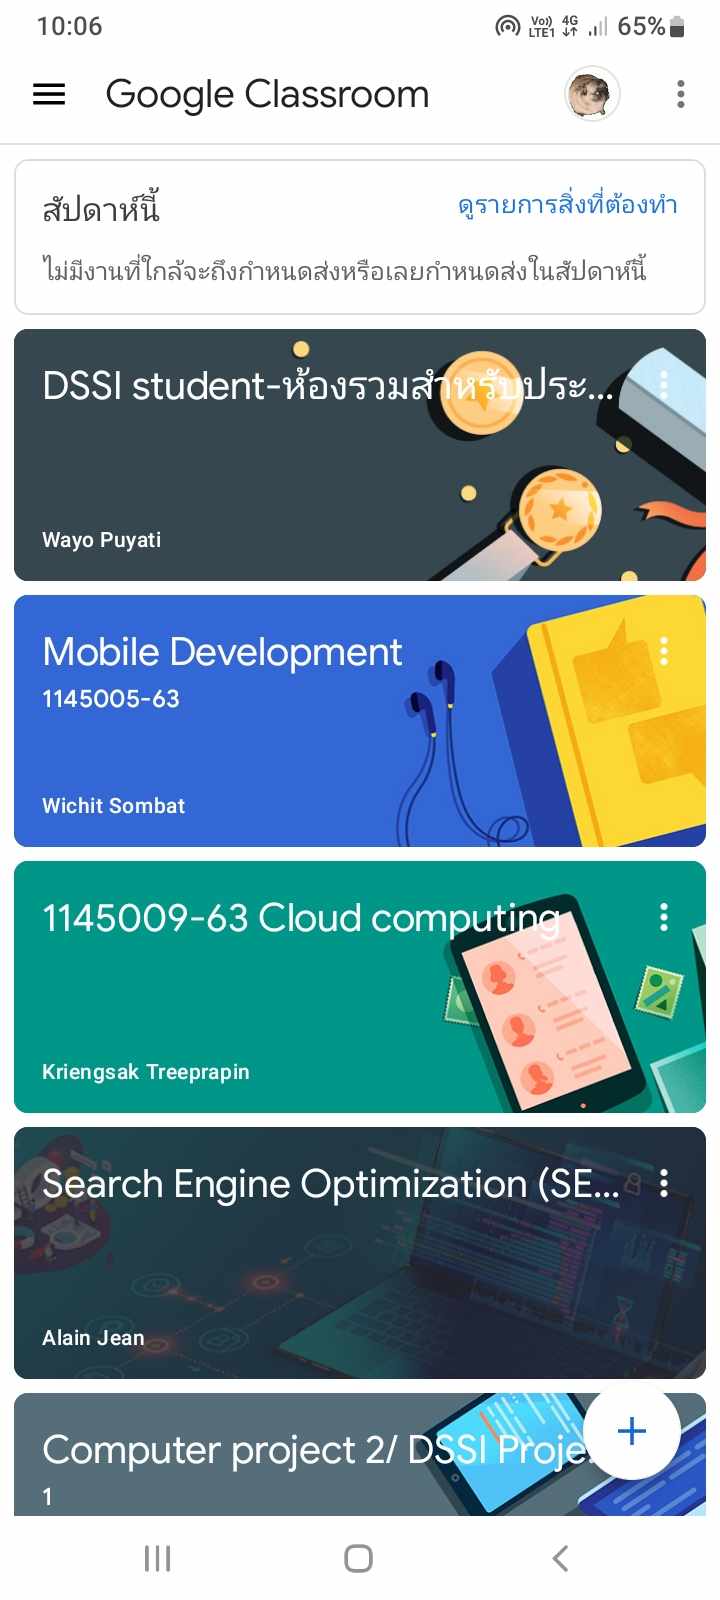 10:06
Vo)) 4G
LTE1
65%
Google Classroom
สัปดาห์นี้
ดูรายการสิ่งที่ต้องทำ
ไม่มีงานที่ใกล้จะถึงกำหนดส่งหรือเลยกำหนดส่งในสัปดาห์นี้
DSSI student-ห้องรวมสำหรับประ...
Wayo Puyati
Mobile Development
1145005-63
Wichit Sombat
1145009-63 Cloud computing
Kriengsak Treeprapin
Search Engine Optimization (SE...
Alain Jean
Computer project 2/ DSSI Proje...
1